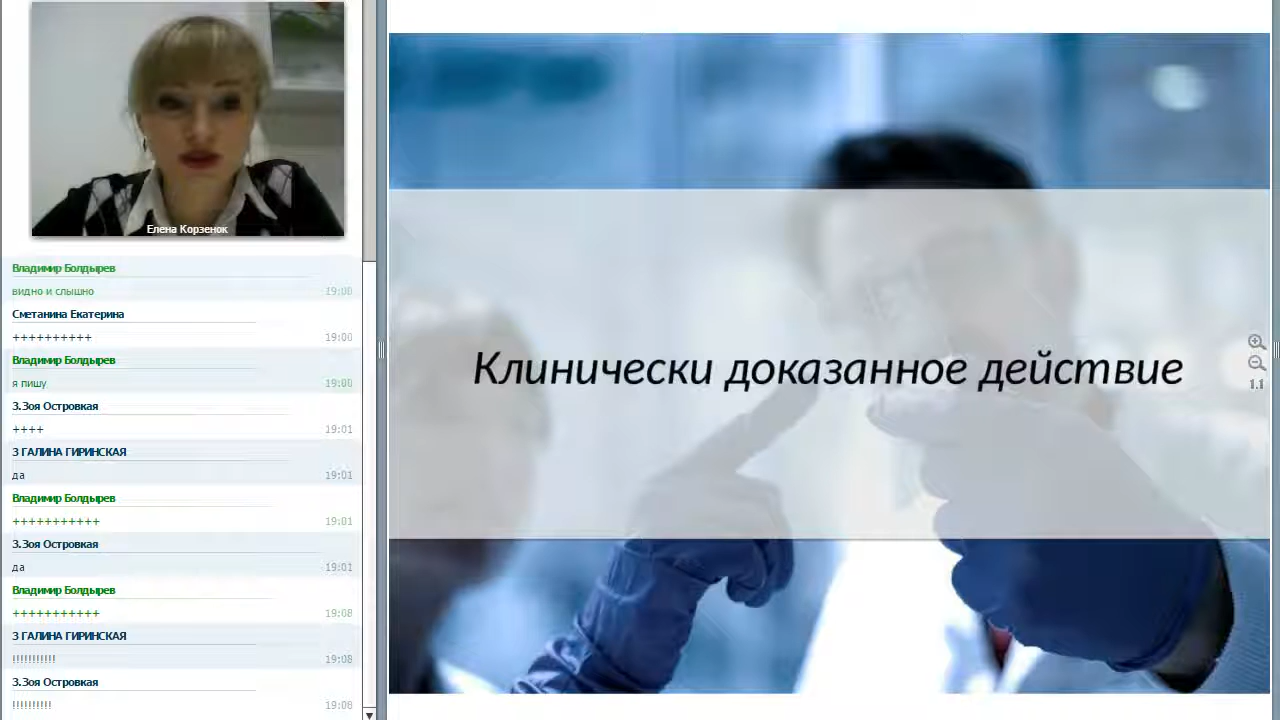 Елена Корзенок
Владимир Болдырев
видно и слышно 19:00
Сметанина Екатерина
++++++++++ 19:00
Владимир Болдырев
я пишу 19:00
3.Зоя Островкая
++++ 19:01
3 ГАЛИНА ГИРИНСКАЯ
да 19:01
Владимир Болдырев
+++++++++++ 19:01
3.Зоя Островкая
да 19:01
Владимир Болдырев
+++++++++++ 19:08
3 ГАЛИНА ГИРИНСКАЯ
!!!!!!!!!!! 19:08
3.Зоя Островкая
!!!!!!!!!! 19:08
Клинически доказанное действие
1.1